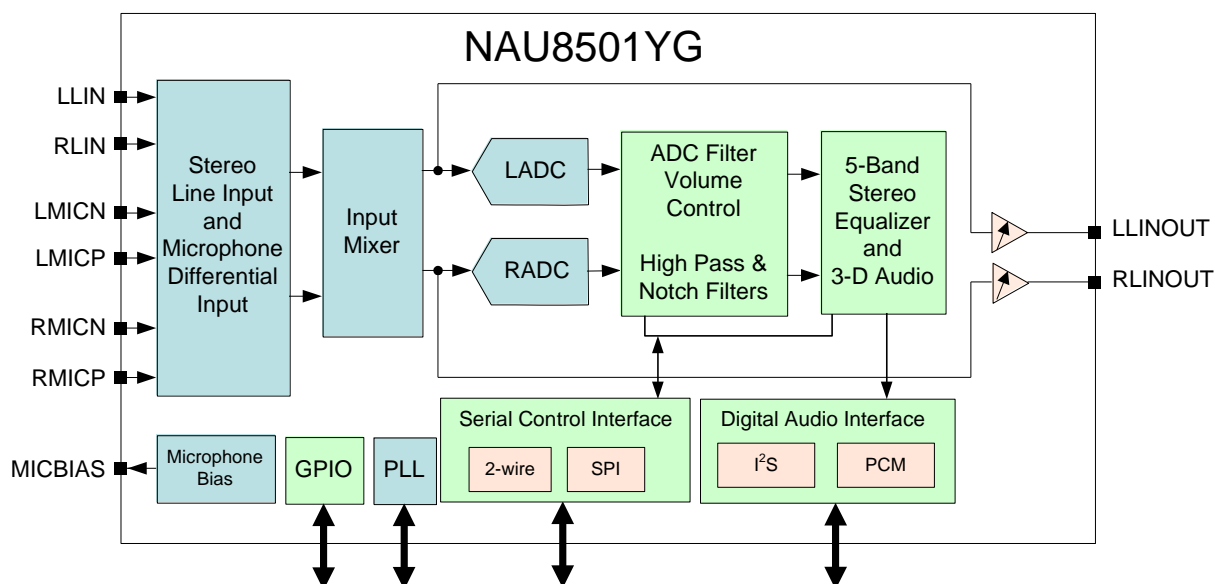 NAU8501YG
LLIN
RLIN
LMICN
LMICP
RMICN
RMICP
MICBIAS
Stereo
Line Input
and
Microphone
Differential
Input
Input
Mixer
LADC
RADC
ADC Filter
Volume
Control
High Pass &
Notch Filters
5-Band
Stereo
Equalizer
and
3-D Audio
LLINOUT
RLINOUT
Microphone
Bias
GPIO
PLL
Serial Control Interface
2-wire
SPI
Digital Audio Interface
I²S
PCM